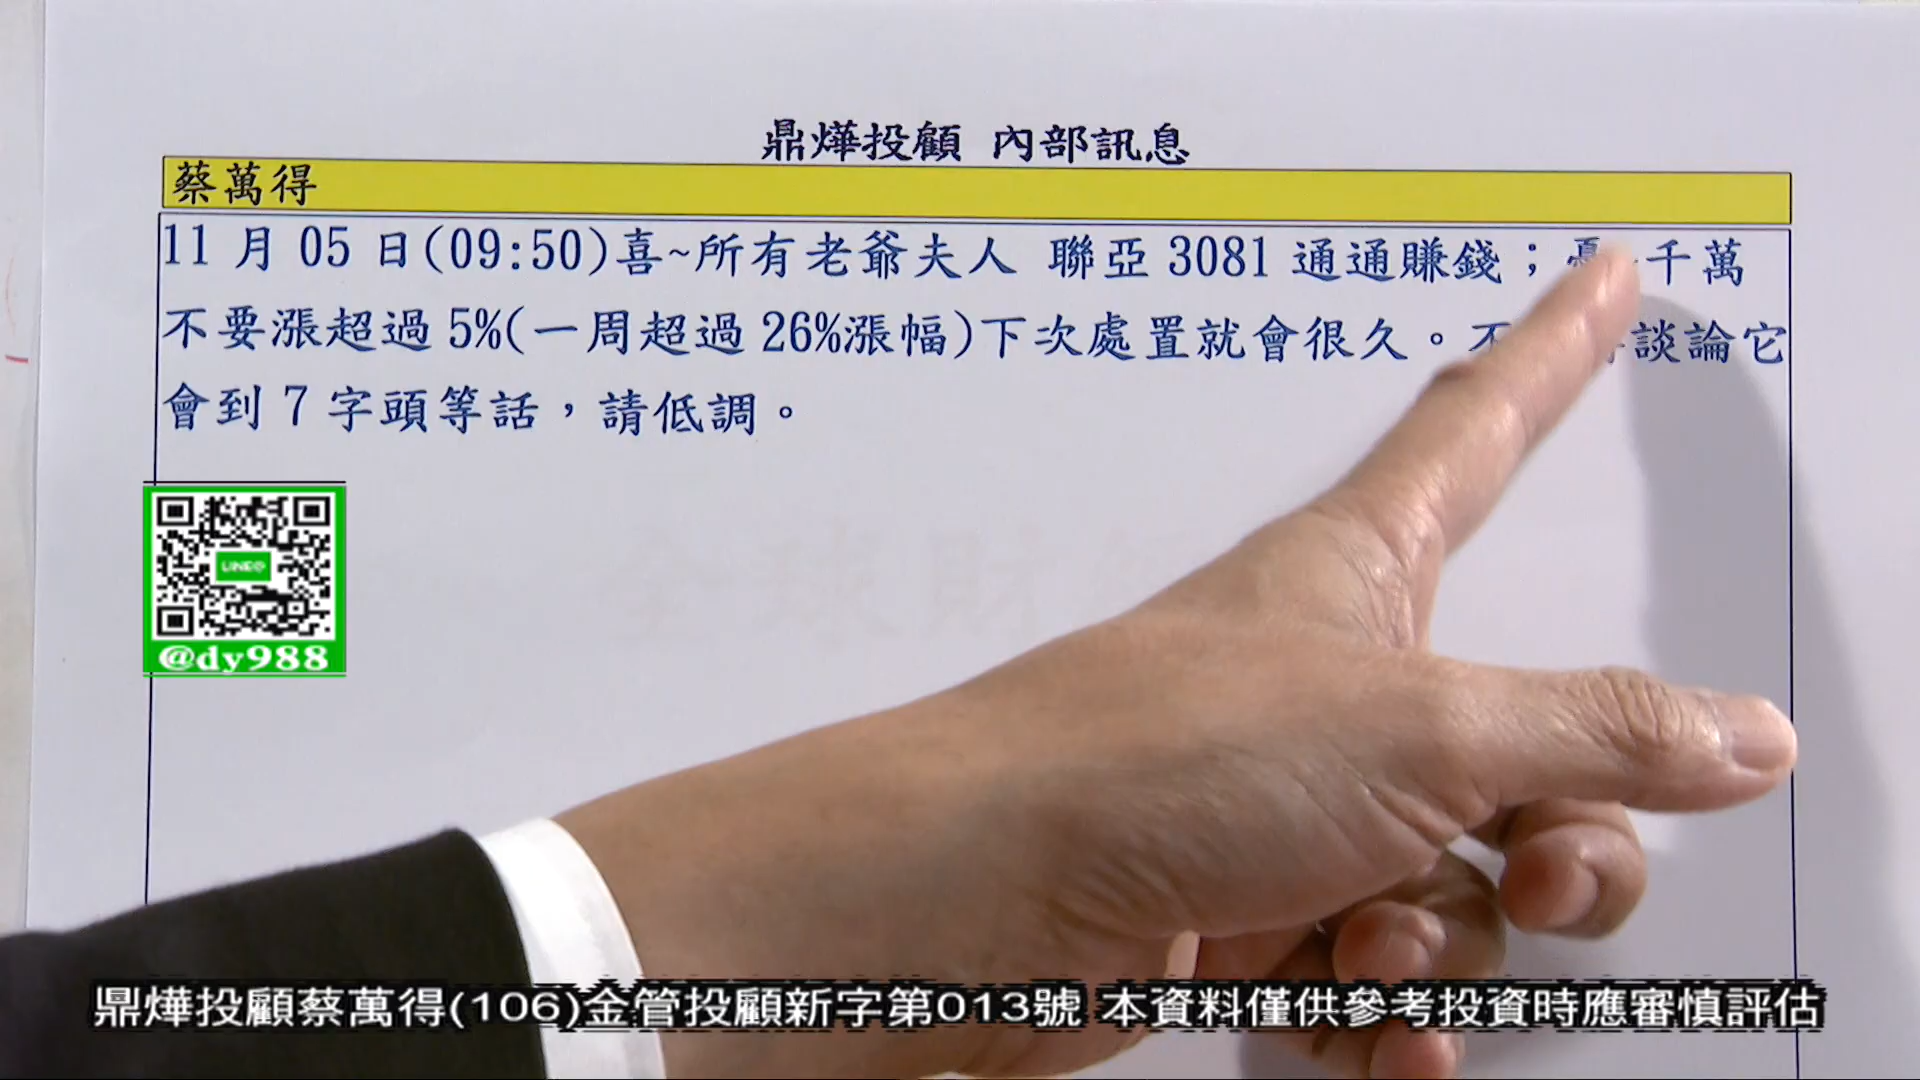 鼎燁投顧 內部訊息
蔡萬得
11 月 05 日(09:50)喜~所有老爺夫人 聯亞 3081 通通賺錢；憂~千萬
不要漲超過 5%(一周超過 26%漲幅)下次處置就會很久。不 談論它
會到 7 字頭等話，請低調。
LINE@
@dy988
鼎燁投顧蔡萬得(106)金管投顧新字第013號 本資料僅供參考投資時應審慎評估